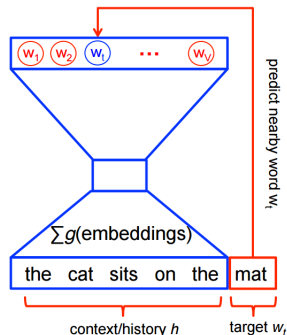 w1 w2 wt ... wV
predict nearby word wt
∑g(embeddings)
the cat sits on the mat
context/history h target wt